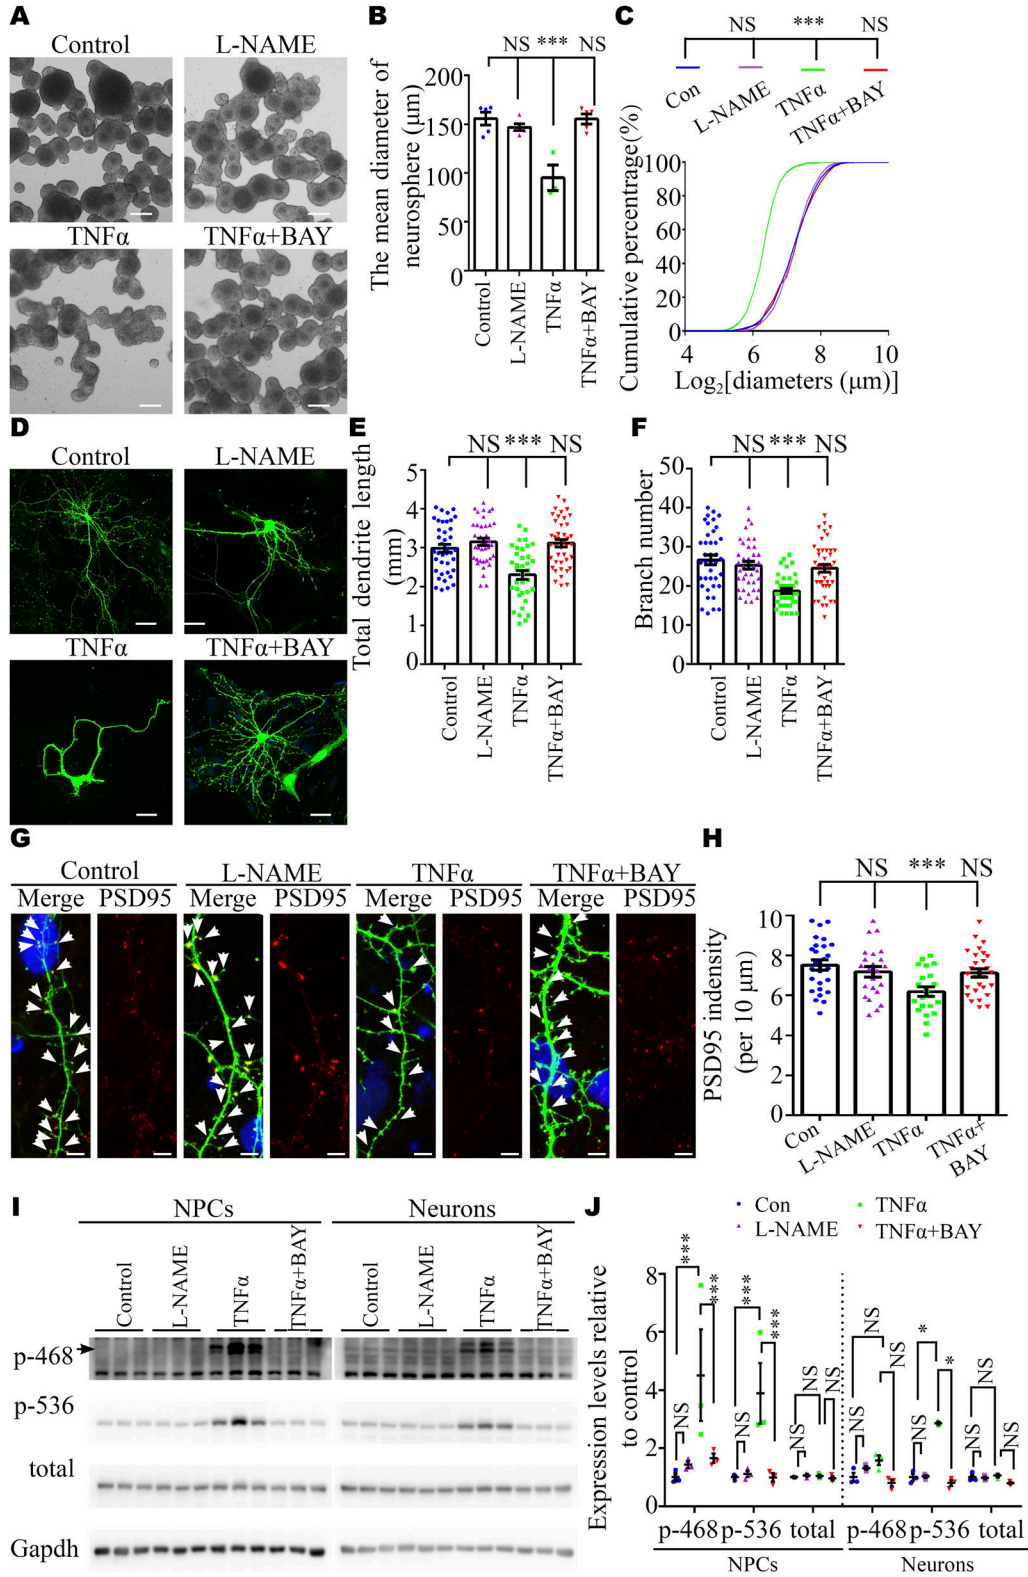 A
Control
L-NAME
TNFα
TNFα+BAY
B
NS *** NS
The mean diameter of
neurosphere (μm)
200
150
100
50
0
Control
L-NAME
TNFα
TNFα+BAY
C
NS *** NS
Con
L-NAME
TNFα
TNFα+BAY
Cumulative percentage(%)
100
80
60
40
20
0
4 6 8 10
Log2[diameters (μm)]
D
Control
L-NAME
TNFα
TNFα+BAY
E
NS *** NS
Total dendrite length
(mm)
5
4
3
2
1
0
Control
L-NAME
TNFα
TNFα+BAY
F
NS *** NS
Branch number
50
40
30
20
10
0
Control
L-NAME
TNFα
TNFα+BAY
G
Control L-NAME TNFα TNFα+BAY
Merge PSD95 Merge PSD95 Merge PSD95 Merge PSD95
H
NS *** NS
PSD95 indensity
(per 10 μm)
10
8
6
4
2
0
Con
L-NAME
TNFα
TNFα+
BAY
I
NPCs Neurons
Control L-NAME TNFα TNFα+BAY Control L-NAME TNFα TNFα+BAY
p-468
p-536
total
Gapdh
J
Con TNFα
L-NAME TNFα+BAY
Expression levels relative
to control
8
6
4
2
0
NS *** ***
NS *** ***
NS NS NS
NS NS NS
NS * *
NS NS NS
p-468 p-536 total p-468 p-536 total
NPCs Neurons